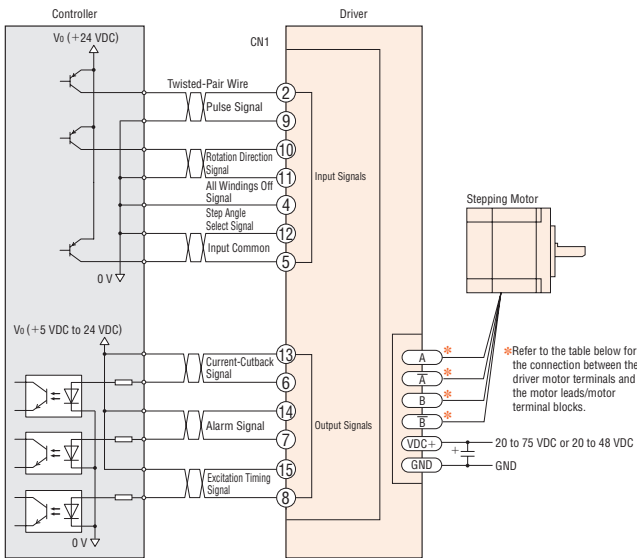 Controller
Driver
V₀ (+24 VDC)
CN1
Twisted-Pair Wire
2
Pulse Signal
9
10
Rotation Direction
Signal
11
Input Signals
All Windings Off
Signal
4
Step Angle
Select Signal
12
Input Common
5
0 V
Stepping Motor
V₀ (+5 VDC to 24 VDC)
13
Current-Cutback
Signal
6
14
Alarm Signal
7
Output Signals
15
Excitation Timing
Signal
8
0 V
A *
A̅ *
B *
B̅ *
VDC+
+
20 to 75 VDC or 20 to 48 VDC
GND
GND
*Refer to the table below for
the connection between the
driver motor terminals and
the motor leads/motor
terminal blocks.